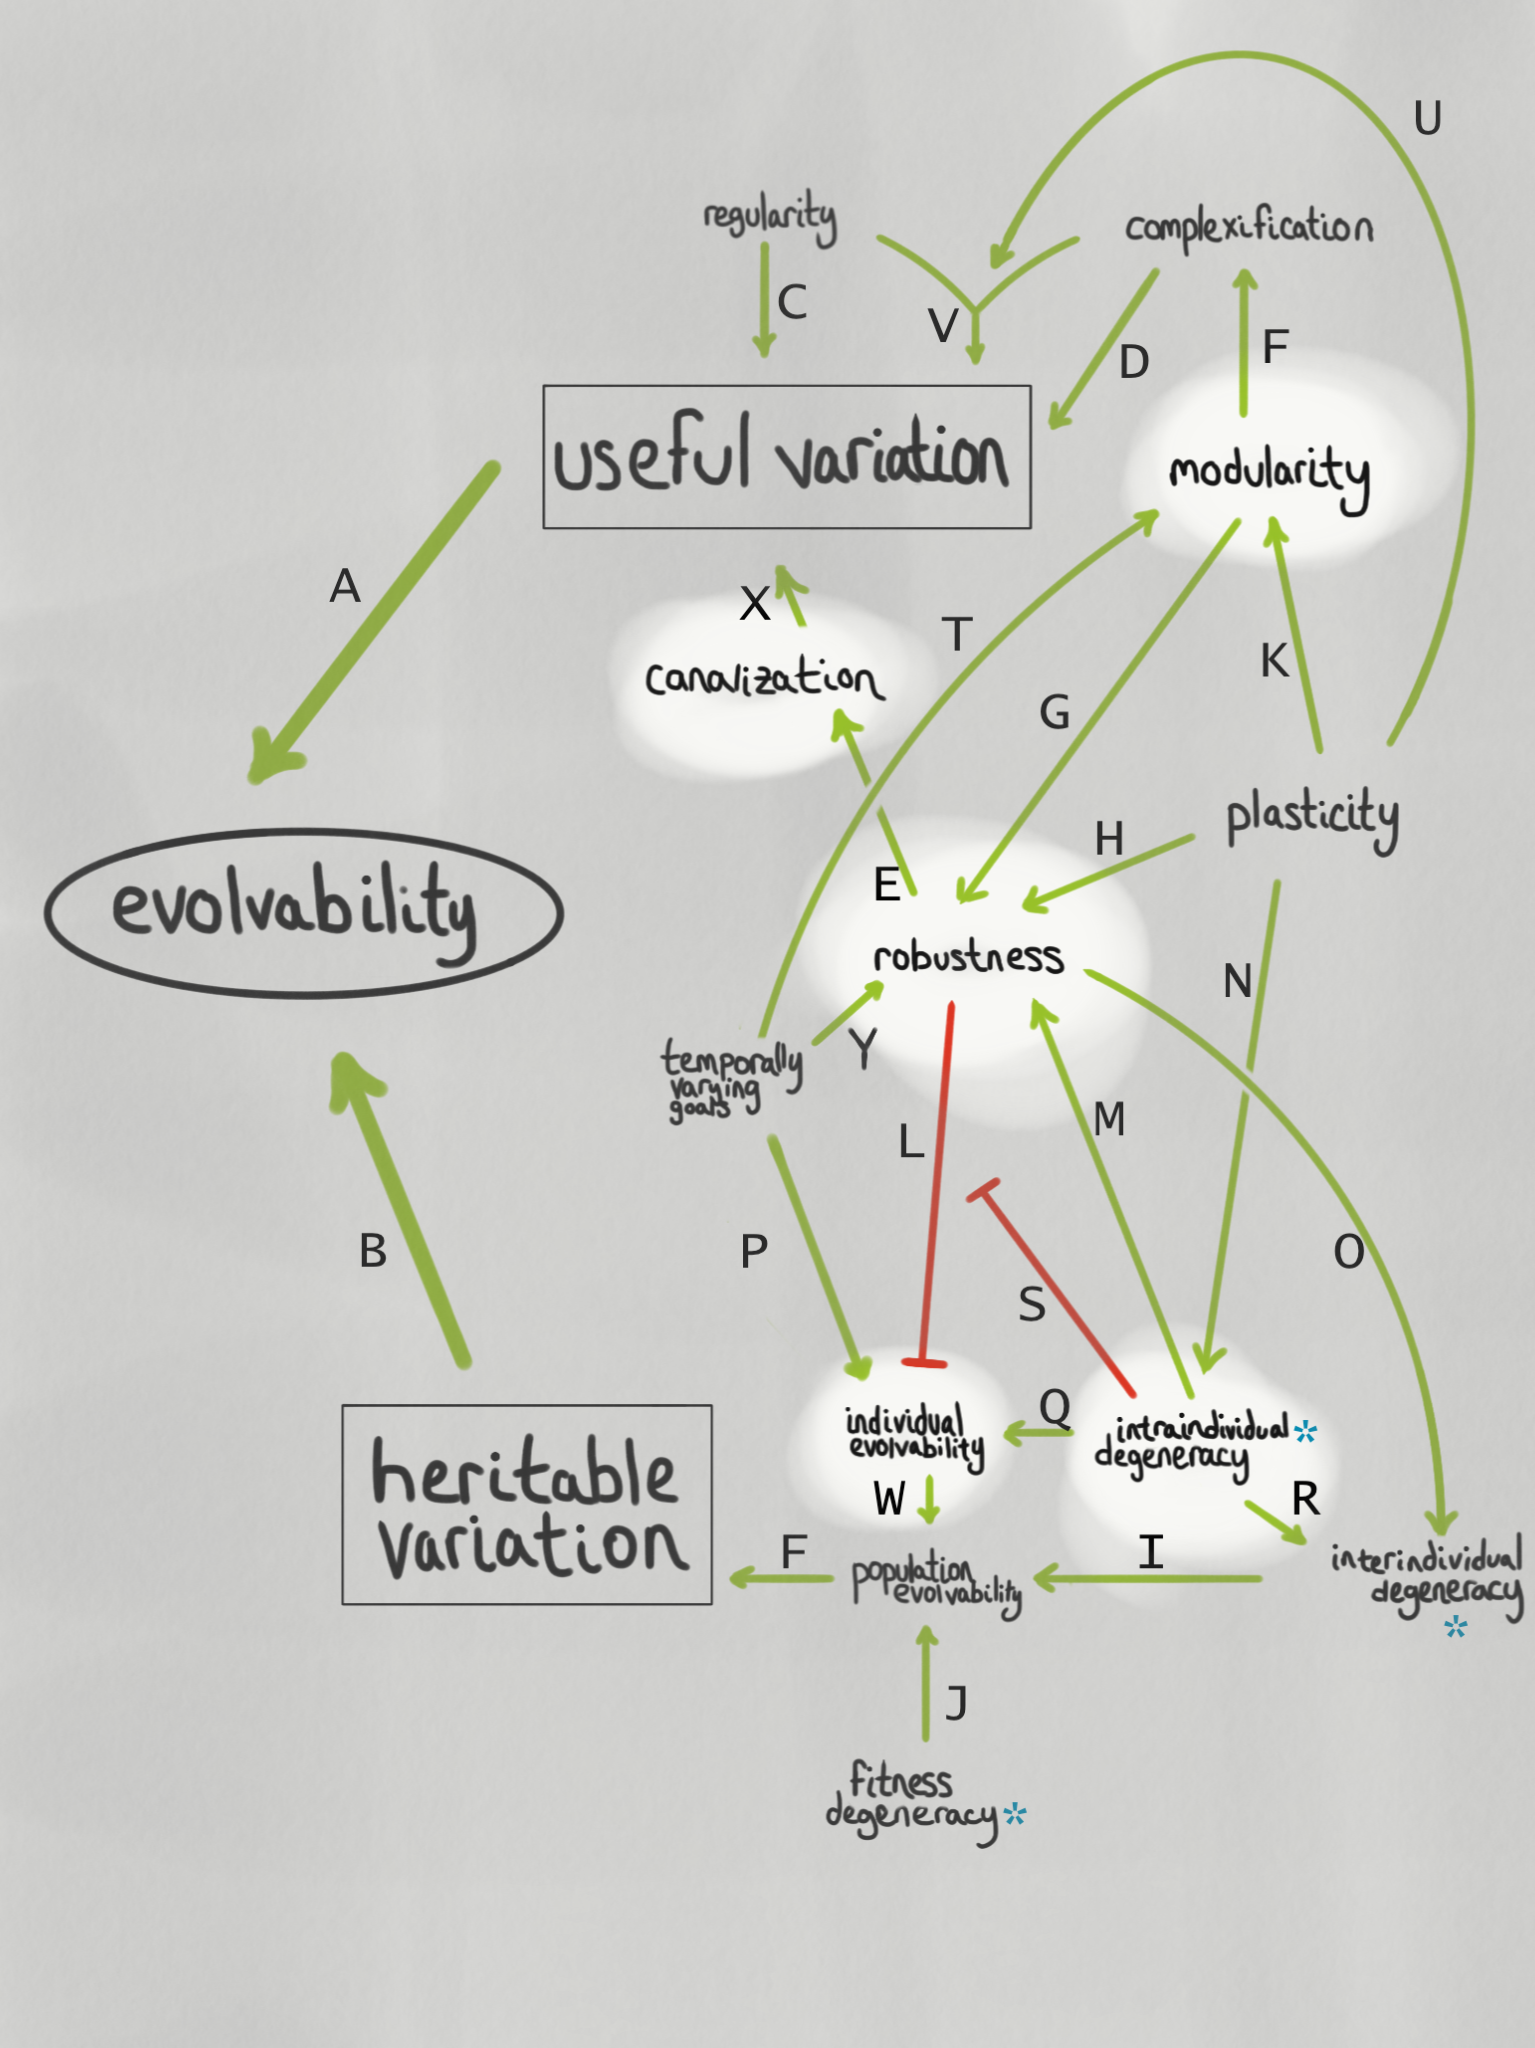 U
regularity
complexification
C
V
D
F
useful variation
modularity
A
X
T
K
canalization
G
plasticity
H
E
evolvability
robustness
N
Y
temporally
varying
goals
M
L
B
P
O
S
Q
individual
evolvability
intraindividual*
degeneracy
heritable
variation
W
R
F
I
population
evolvability
interindividual
degeneracy
*
J
fitness
degeneracy*